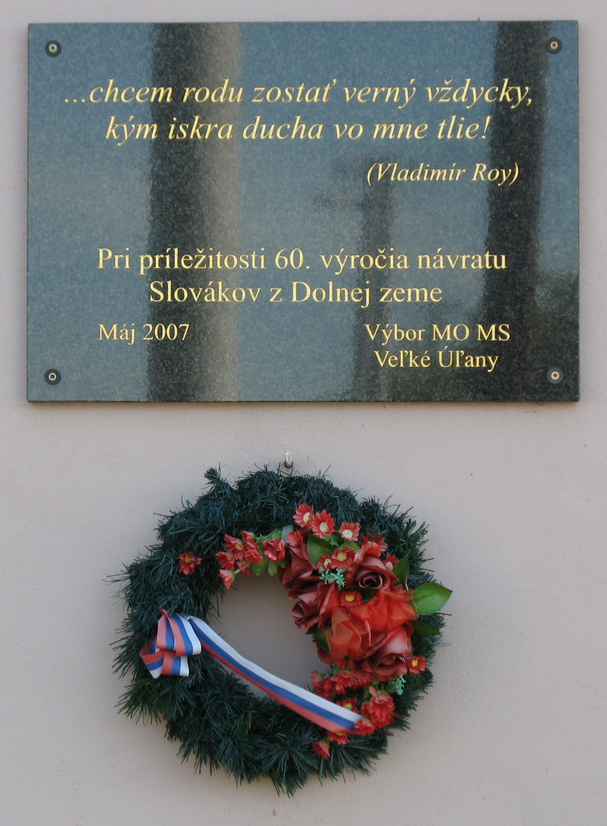 ...chcem rodu zostať verný vždycky,
kým iskra ducha vo mne tlie!
(Vladimír Roy)
Pri príležitosti 60. výročia návratu
Slovákov z Dolnej zeme
Máj 2007
Výbor MO MS
Veľké Úľany